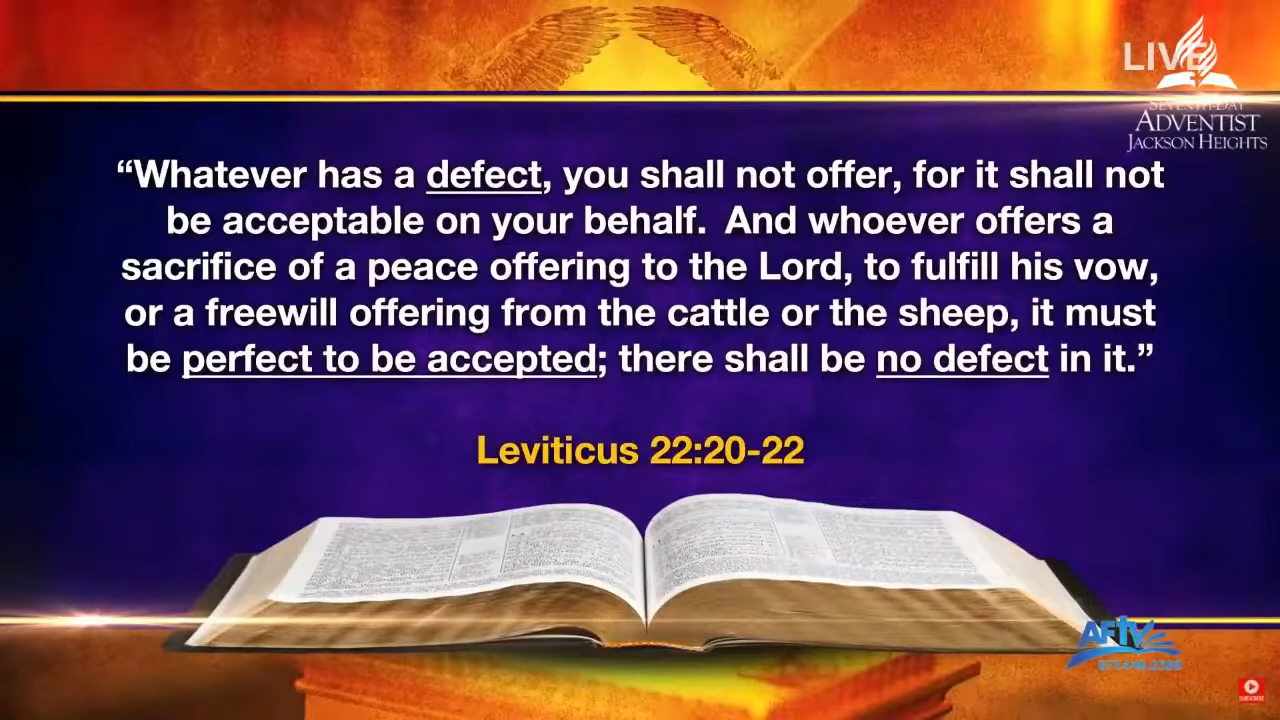 LIVE
SEVENTH-DAY
ADVENTIST
JACKSON HEIGHTS
“Whatever has a defect, you shall not offer, for it shall not
be acceptable on your behalf.  And whoever offers a
sacrifice of a peace offering to the Lord, to fulfill his vow,
or a freewill offering from the cattle or the sheep, it must
be perfect to be accepted; there shall be no defect in it.”
Leviticus 22:20-22
AFtv
SUBSCRIBE